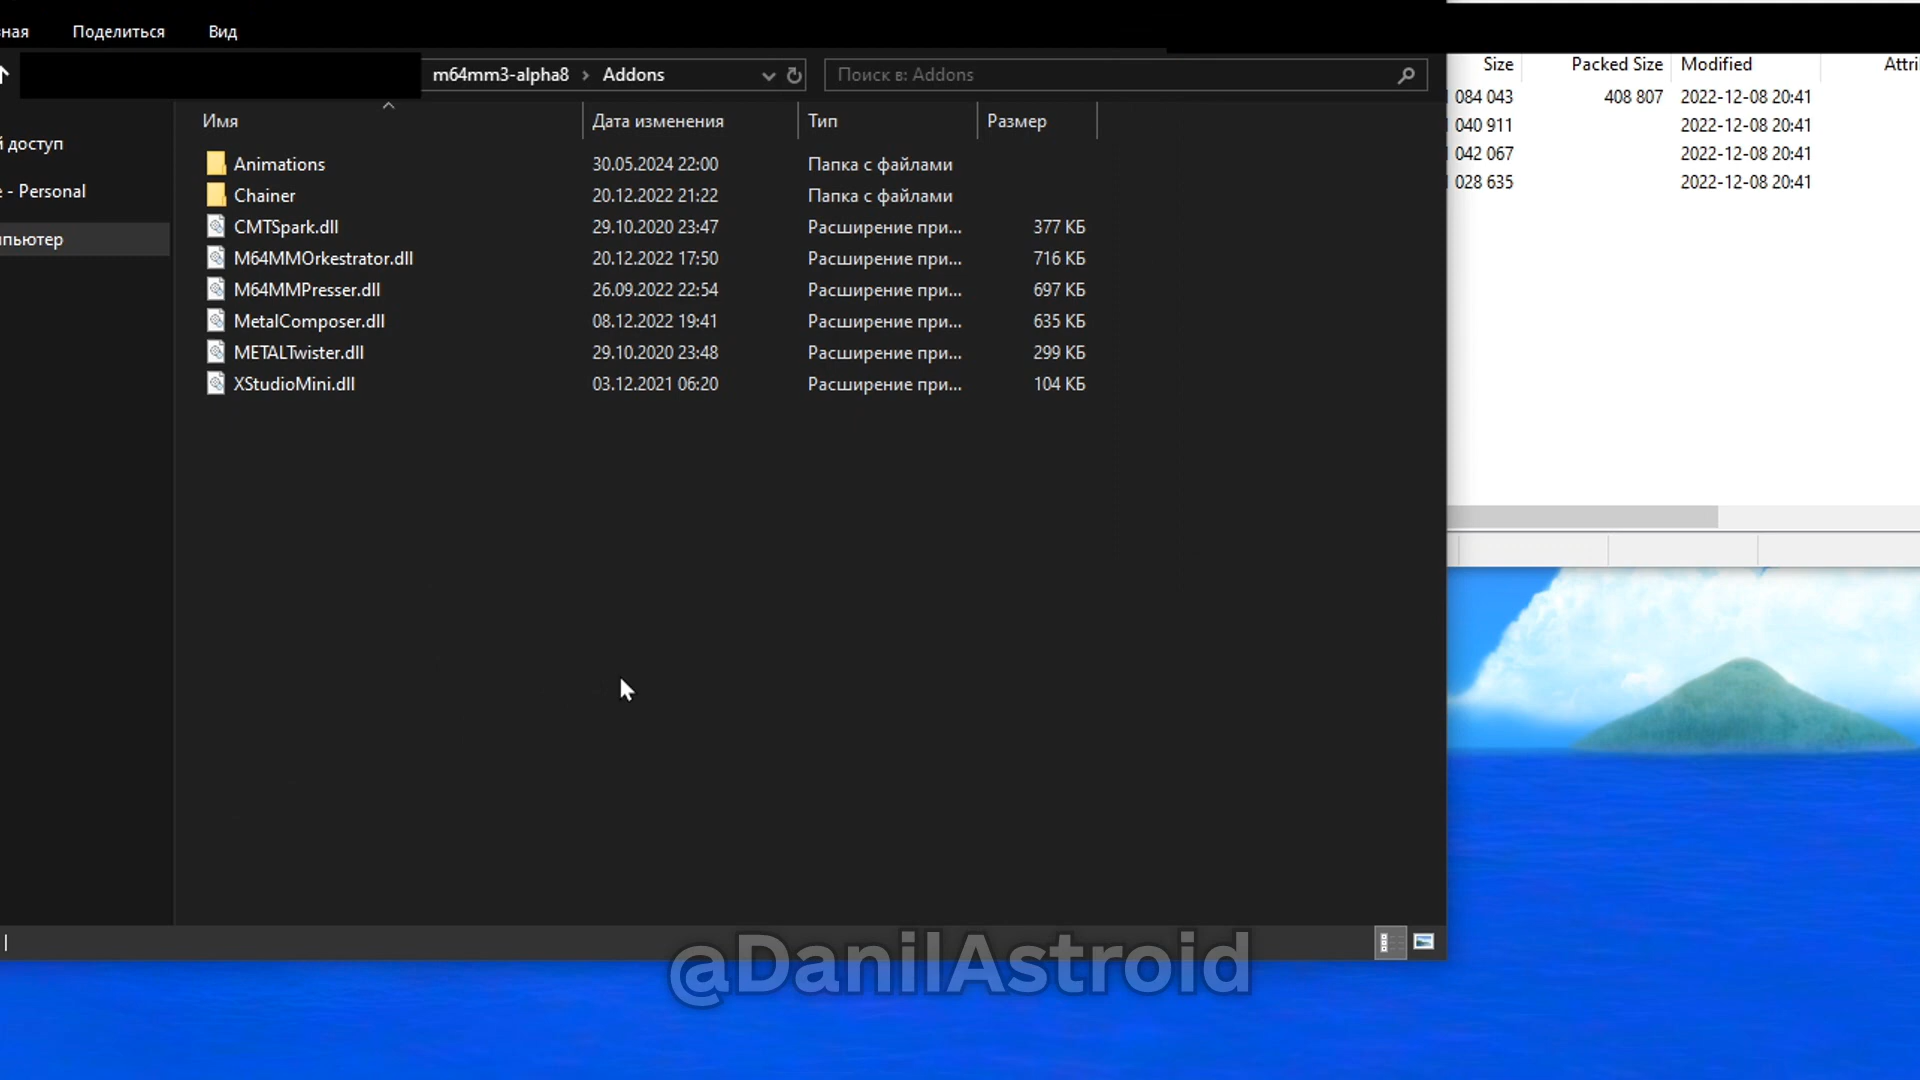 ная Поделиться Вид
m64mm3-alpha8 › Addons Поиск в: Addons
Имя Дата изменения Тип Размер
й доступ
e - Personal
пьютер
Animations 30.05.2024 22:00 Папка с файлами
Chainer 20.12.2022 21:22 Папка с файлами
CMTSpark.dll 29.10.2020 23:47 Расширение при... 377 КБ
M64MMOrkestrator.dll 20.12.2022 17:50 Расширение при... 716 КБ
M64MMPresser.dll 26.09.2022 22:54 Расширение при... 697 КБ
MetalComposer.dll 08.12.2022 19:41 Расширение при... 635 КБ
METALTwister.dll 29.10.2020 23:48 Расширение при... 299 КБ
XStudioMini.dll 03.12.2021 06:20 Расширение при... 104 КБ
Size Packed Size Modified Attri
084 043 408 807 2022-12-08 20:41
040 911 2022-12-08 20:41
042 067 2022-12-08 20:41
028 635 2022-12-08 20:41
@DanilAstroid